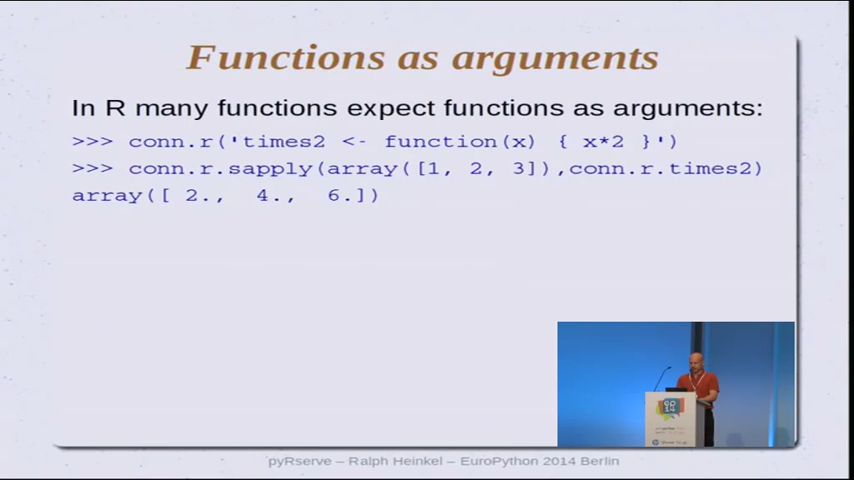 Functions as arguments
In R many functions expect functions as arguments:
>>> conn.r('times2 <- function(x) { x*2 }')
>>> conn.r.sapply(array([1, 2, 3]),conn.r.times2)
array([ 2., 4., 6.])
pyRserve – Ralph Heinkel – EuroPython 2014 Berlin